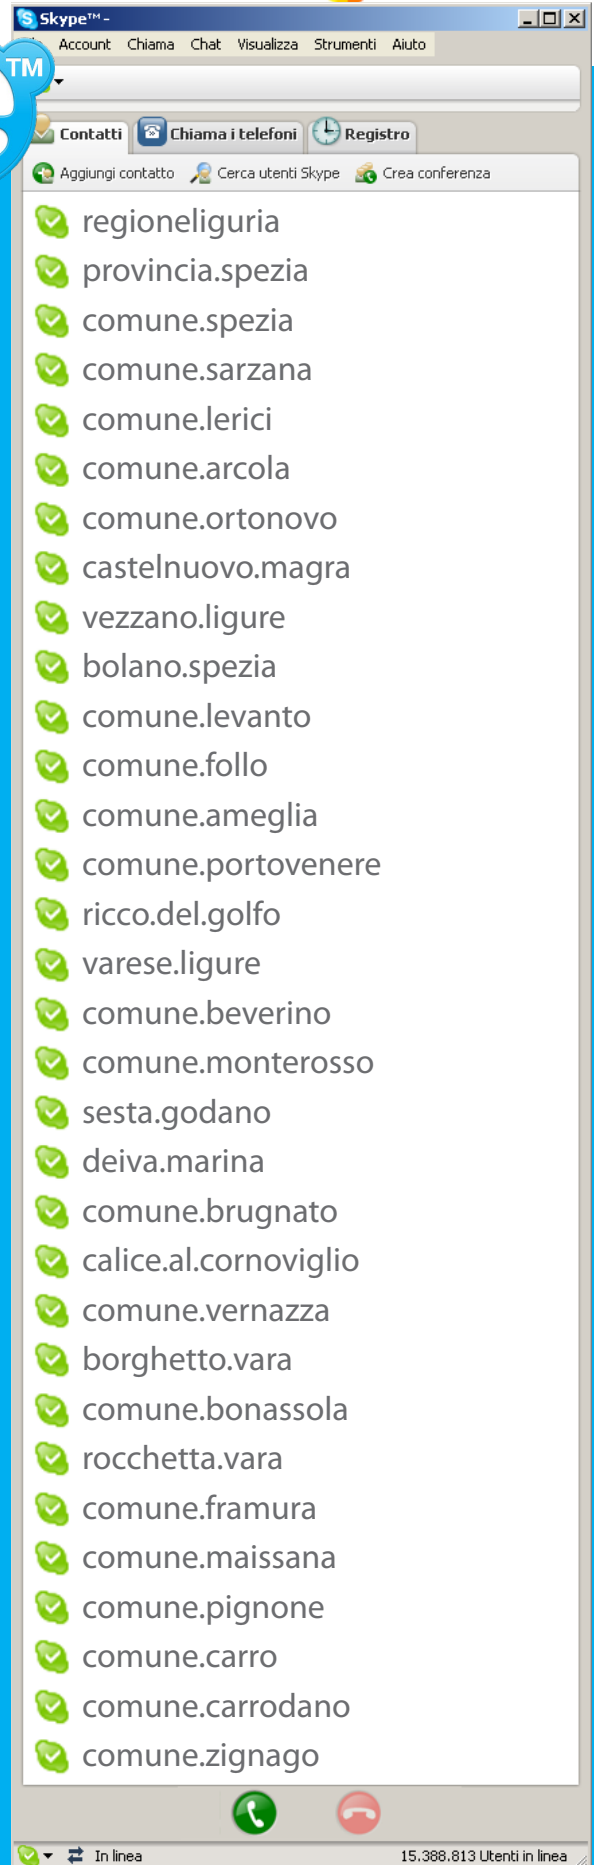 Skype™ -
Account Chiama Chat Visualizza Strumenti Aiuto
TM
Contatti Chiama i telefoni Registro
Aggiungi contatto Cerca utenti Skype Crea conferenza
regioneliguria
provincia.spezia
comune.spezia
comune.sarzana
comune.lerici
comune.arcola
comune.ortonovo
castelnuovo.magra
vezzano.ligure
bolano.spezia
comune.levanto
comune.follo
comune.ameglia
comune.portovenere
ricco.del.golfo
varese.ligure
comune.beverino
comune.monterosso
sesta.godano
deiva.marina
comune.brugnato
calice.al.cornoviglio
comune.vernazza
borghetto.vara
comune.bonassola
rocchetta.vara
comune.framura
comune.maissana
comune.pignone
comune.carro
comune.carrodano
comune.zignago
In linea 15.388.813 Utenti in linea